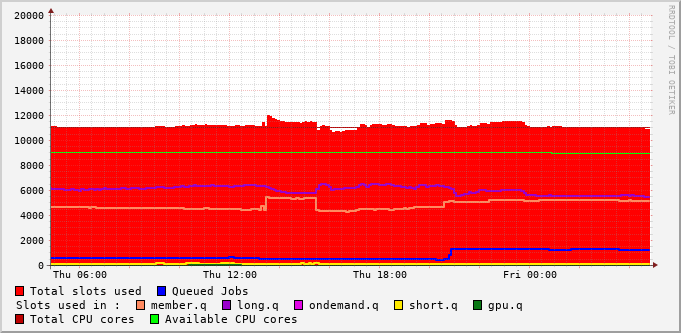 RRDTOOL / TOBI OETIKER
20000
18000
16000
14000
12000
10000
8000
6000
4000
2000
0
Thu 06:00 Thu 12:00 Thu 18:00 Fri 00:00
Total slots used Queued Jobs
Slots used in : member.q long.q ondemand.q short.q gpu.q
Total CPU cores Available CPU cores